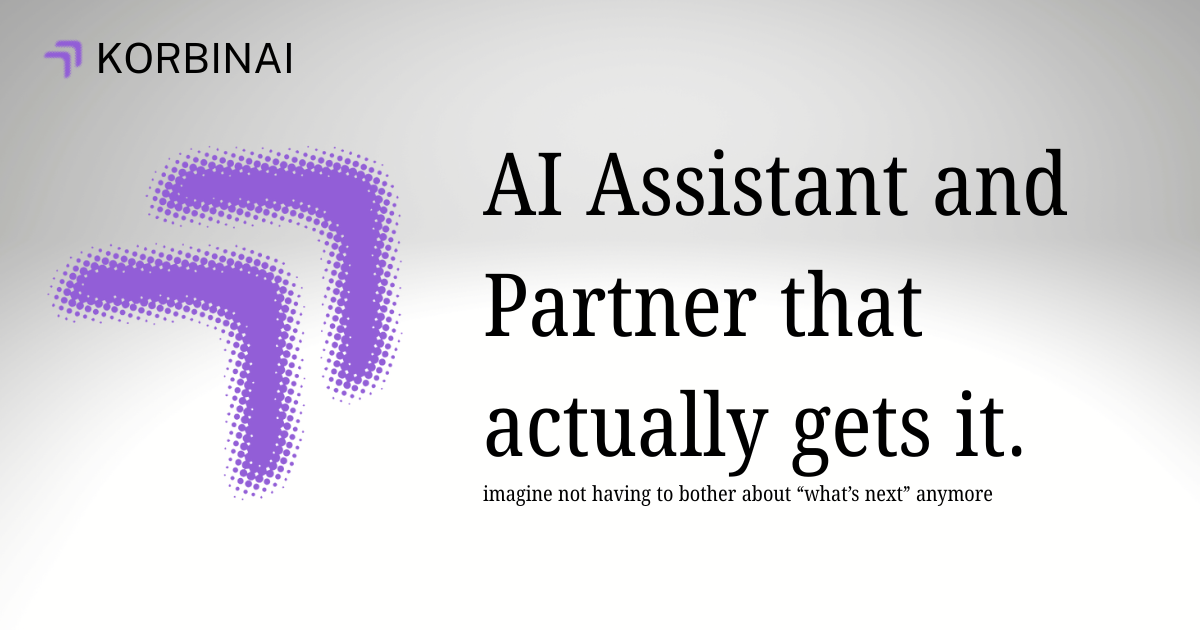 KORBINAI
AI Assistant and
Partner that
actually gets it.
imagine not having to bother about “what’s next” anymore